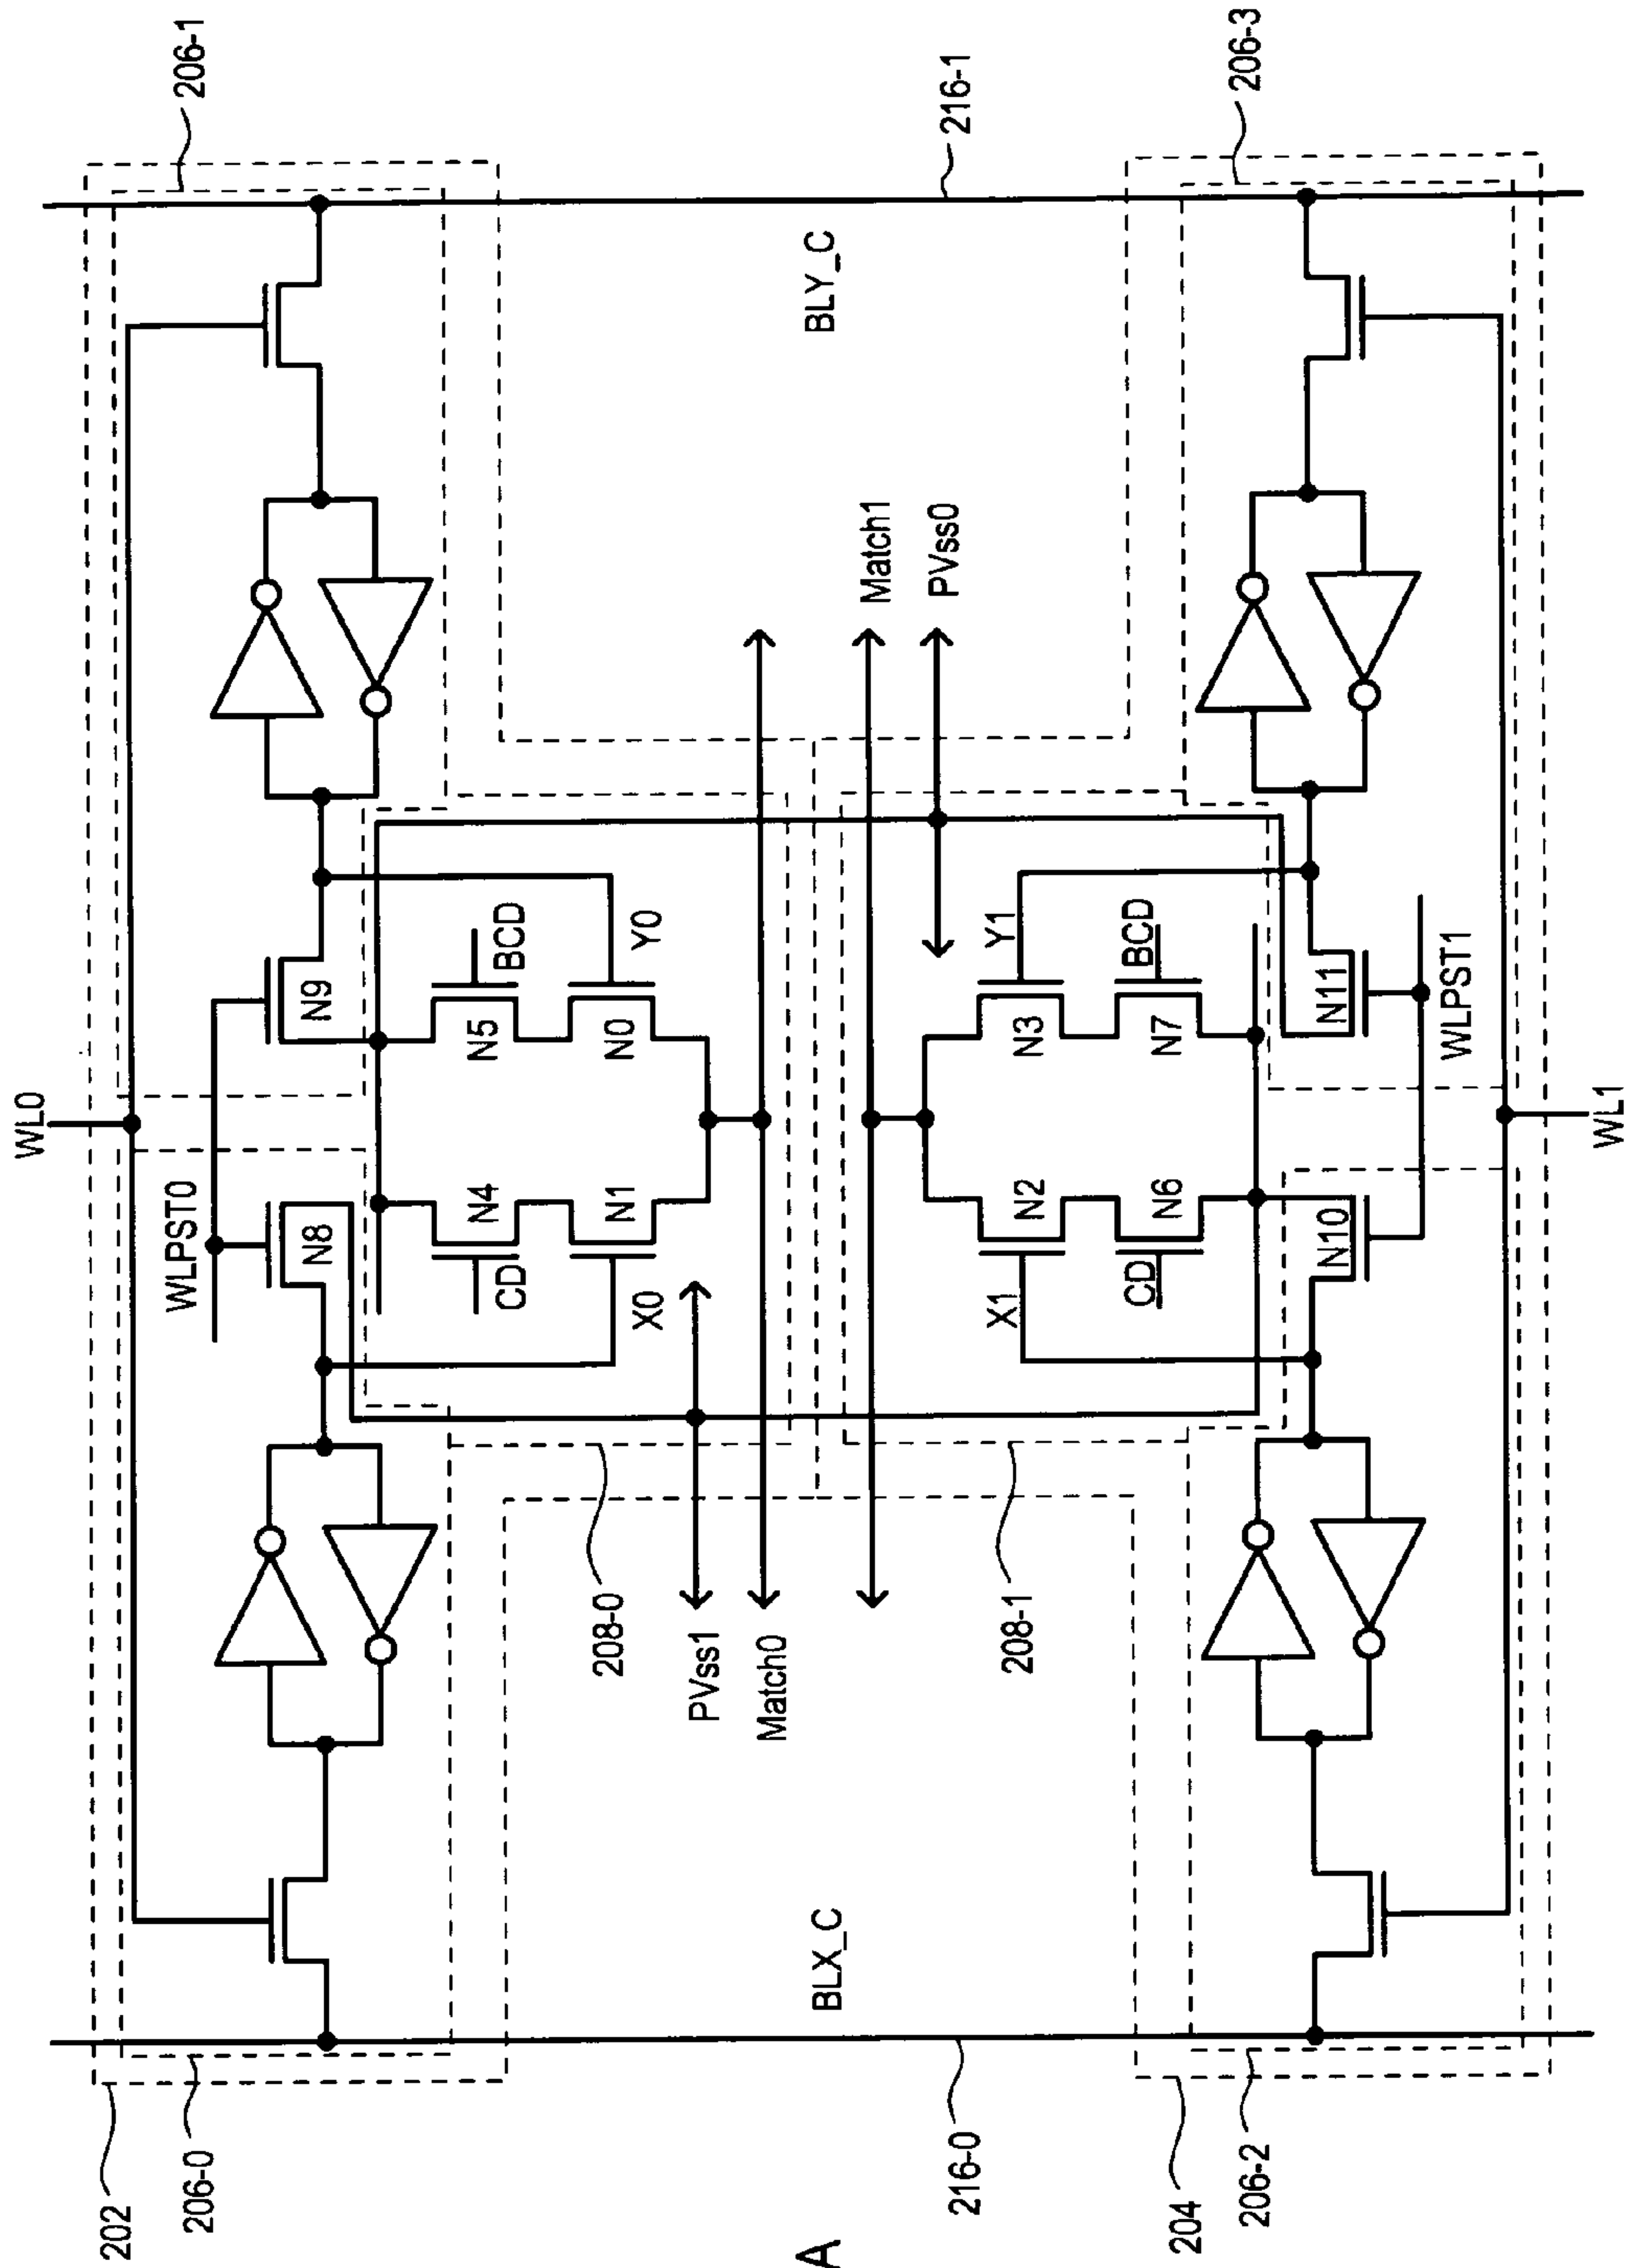 WL0
202
206-0
206-1
WLPST0
N8
N9
CD
N4
N5
BCD
X0
N1
N0
Y0
208-0
PVss1
Match0
BLX_C
BLY_C
A
Match1
PVss0
216-0
216-1
208-1
X1
N2
N3
Y1
CD
N6
N7
BCD
N10
N11
WLPST1
204
206-2
206-3
WL1